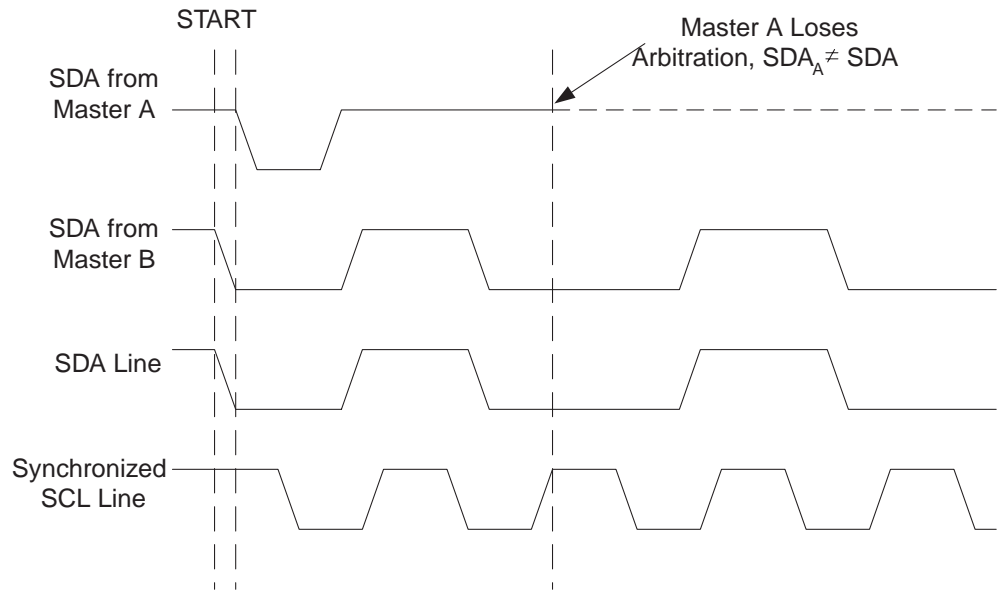 START
Master A Loses
Arbitration, SDA_A ≠ SDA
SDA from
Master A
SDA from
Master B
SDA Line
Synchronized
SCL Line